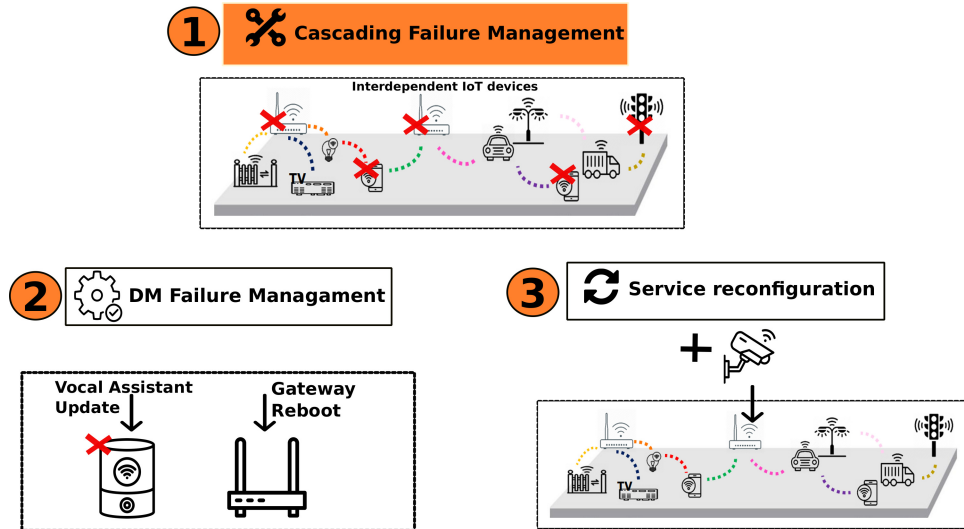 1
Cascading Failure Management
Interdependent IoT devices
TV
2
DM Failure Managament
Vocal Assistant
Update
Gateway
Reboot
3
Service reconfiguration
+
TV